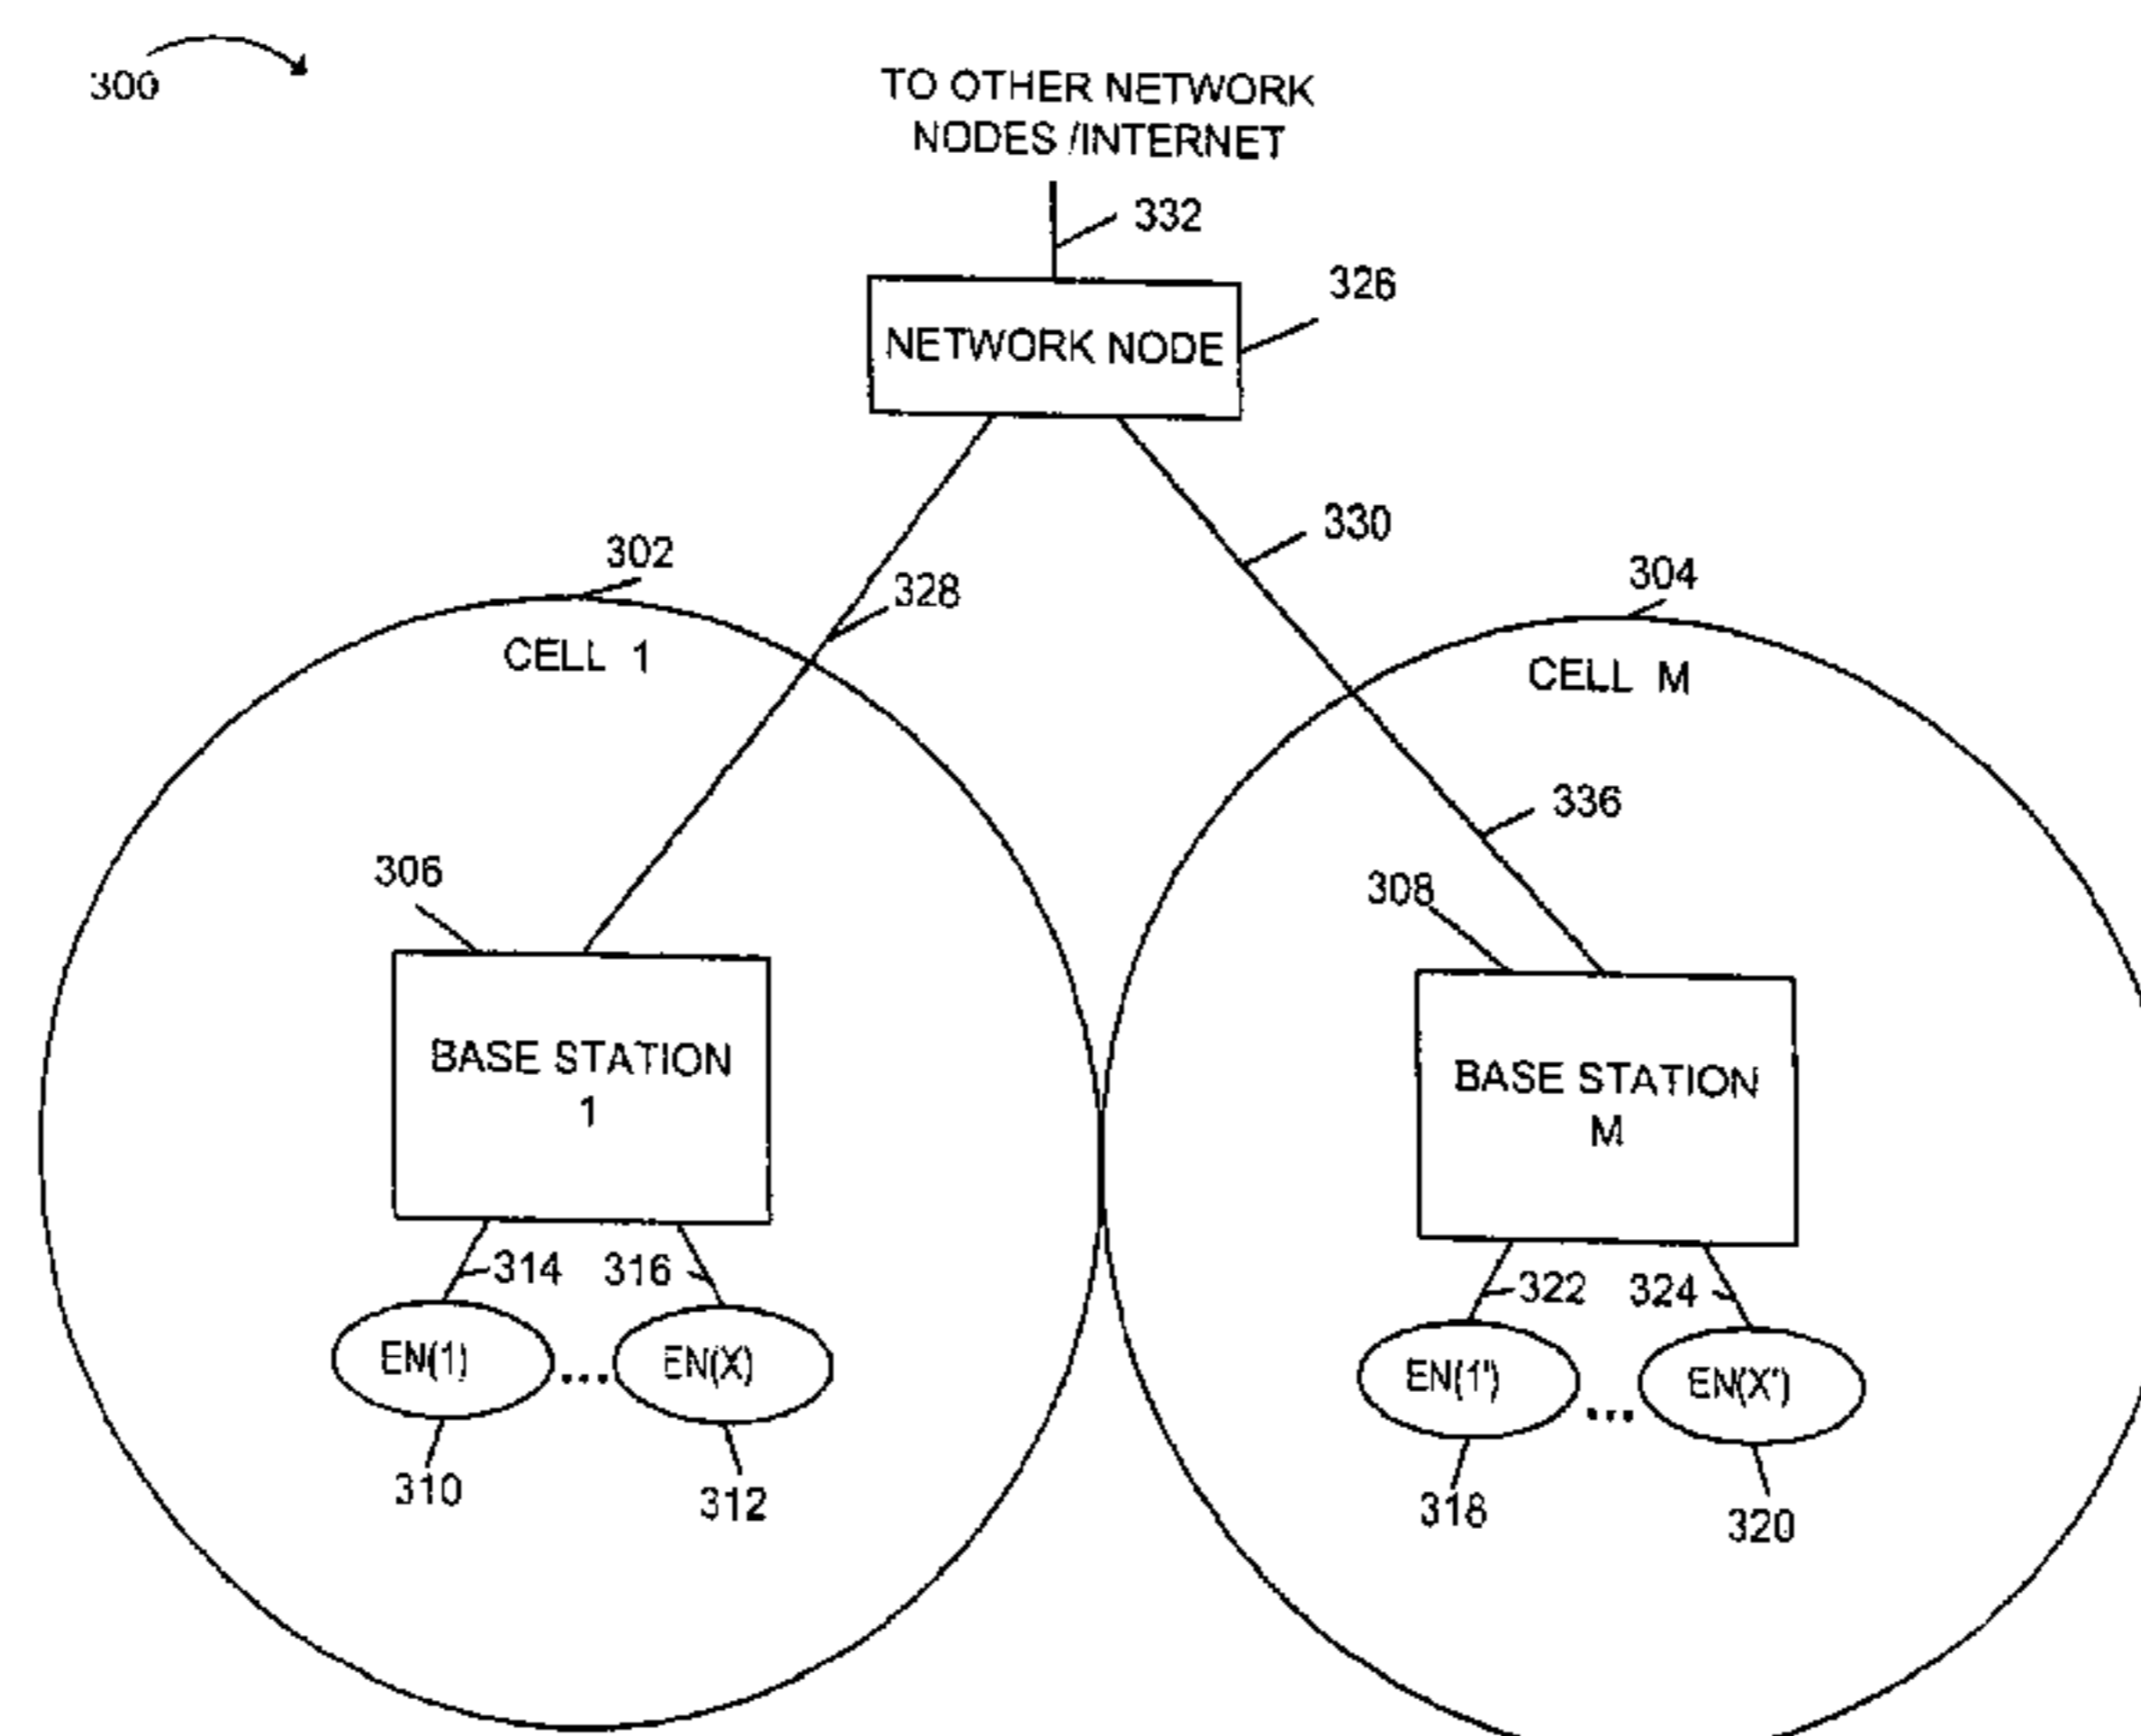 300
TO OTHER NETWORK
NODES /INTERNET
332
326
NETWORK NODE
330
302
328
304
CELL 1
CELL M
336
306
308
BASE STATION
1
BASE STATION
M
314
316
322
324
EN(1)
...
EN(X)
EN(1')
...
EN(X')
310
312
318
320